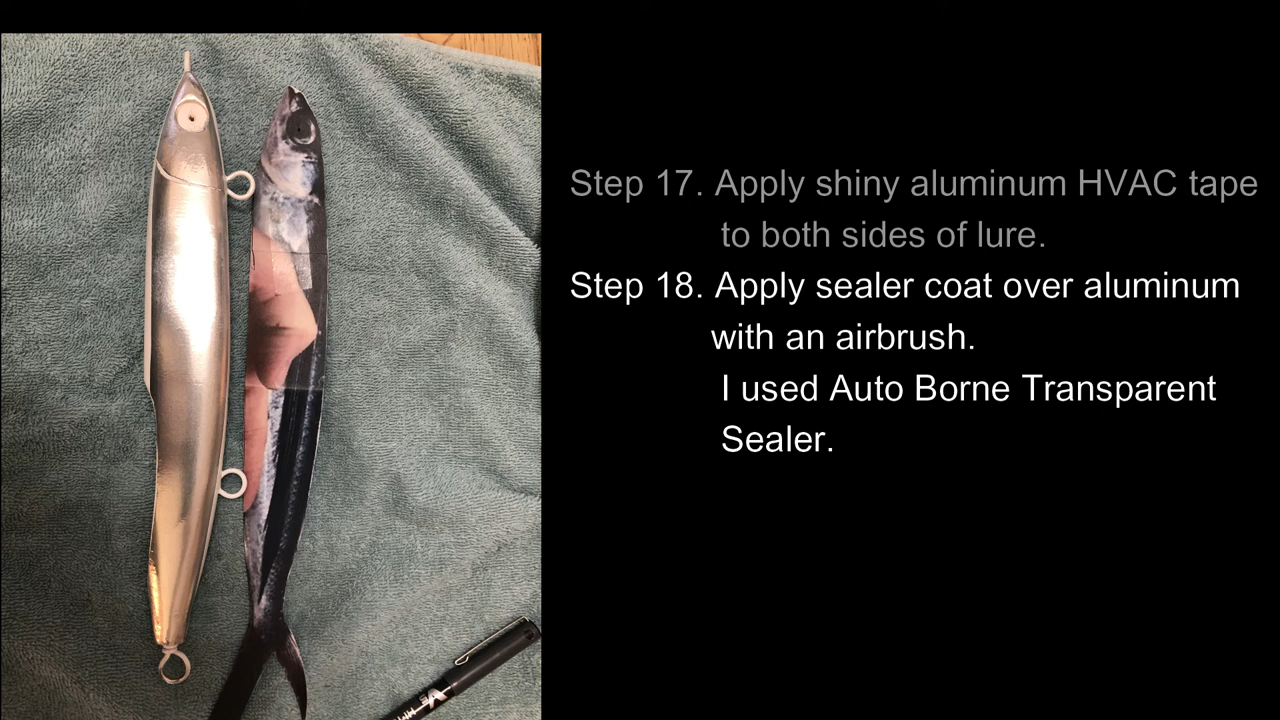 Step 17. Apply shiny aluminum HVAC tape
to both sides of lure.
Step 18. Apply sealer coat over aluminum
with an airbrush.
I used Auto Borne Transparent
Sealer.